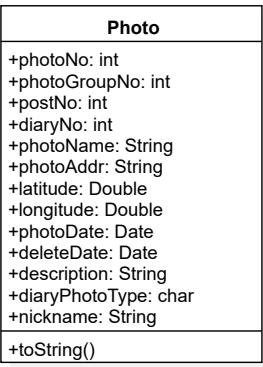 Photo
+photoNo: int
+photoGroupNo: int
+postNo: int
+diaryNo: int
+photoName: String
+photoAddr: String
+latitude: Double
+longitude: Double
+photoDate: Date
+deleteDate: Date
+description: String
+diaryPhotoType: char
+nickname: String
+toString()